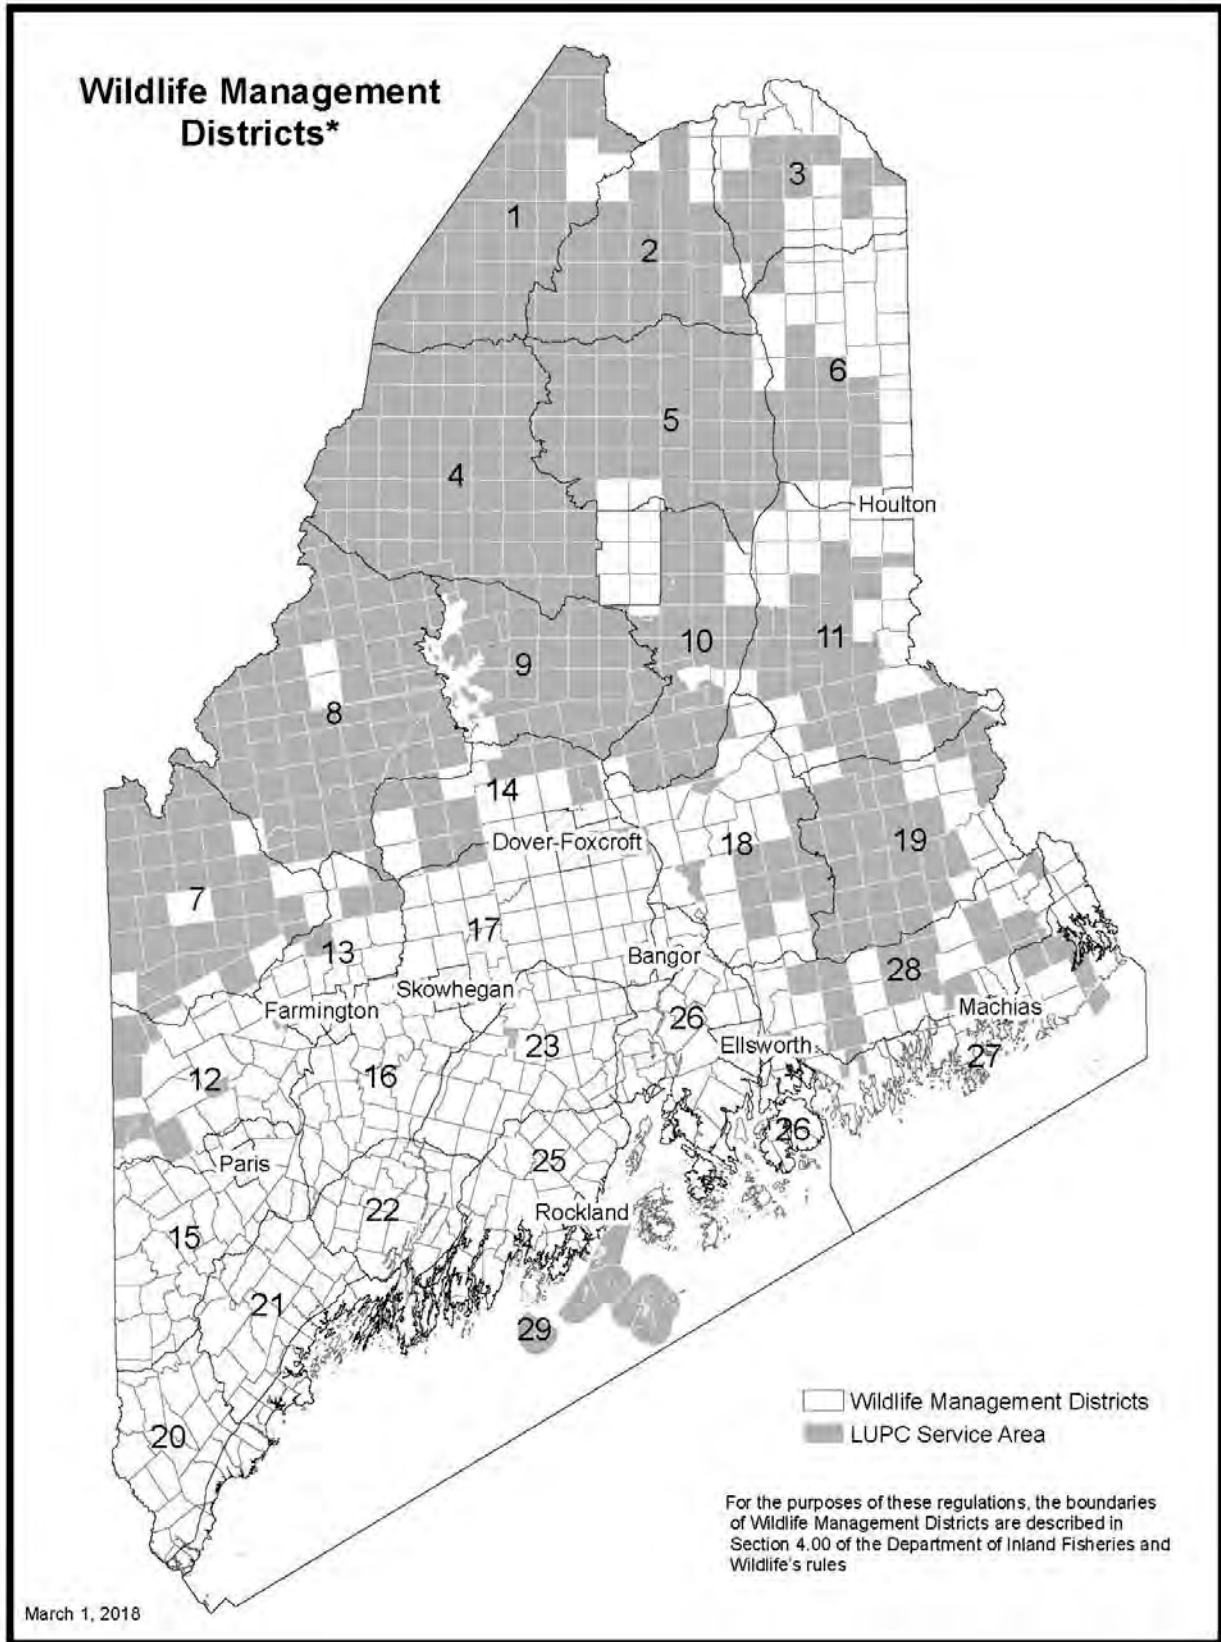 Wildlife Management
Districts*
1
2
3
4
5
6
Houlton
7
8
9
10
11
14
Dover-Foxcroft
18
19
13
17
Bangor
28
Farmington
Skowhegan
26
Machias
Ellsworth
27
12
16
23
26
Paris
25
22
Rockland
15
21
29
20
Wildlife Management Districts
LUPC Service Area
For the purposes of these regulations, the boundaries
of Wildlife Management Districts are described in
Section 4.00 of the Department of Inland Fisheries and
Wildlife's rules
March 1, 2018